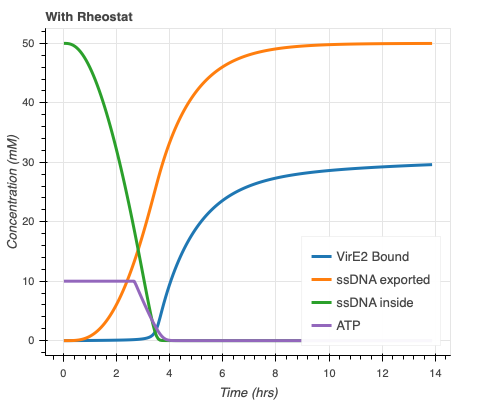 With Rheostat
Concentration (mM)
50
40
30
20
10
0
VirE2 Bound
ssDNA exported
ssDNA inside
ATP
0 2 4 6 8 10 12 14
Time (hrs)